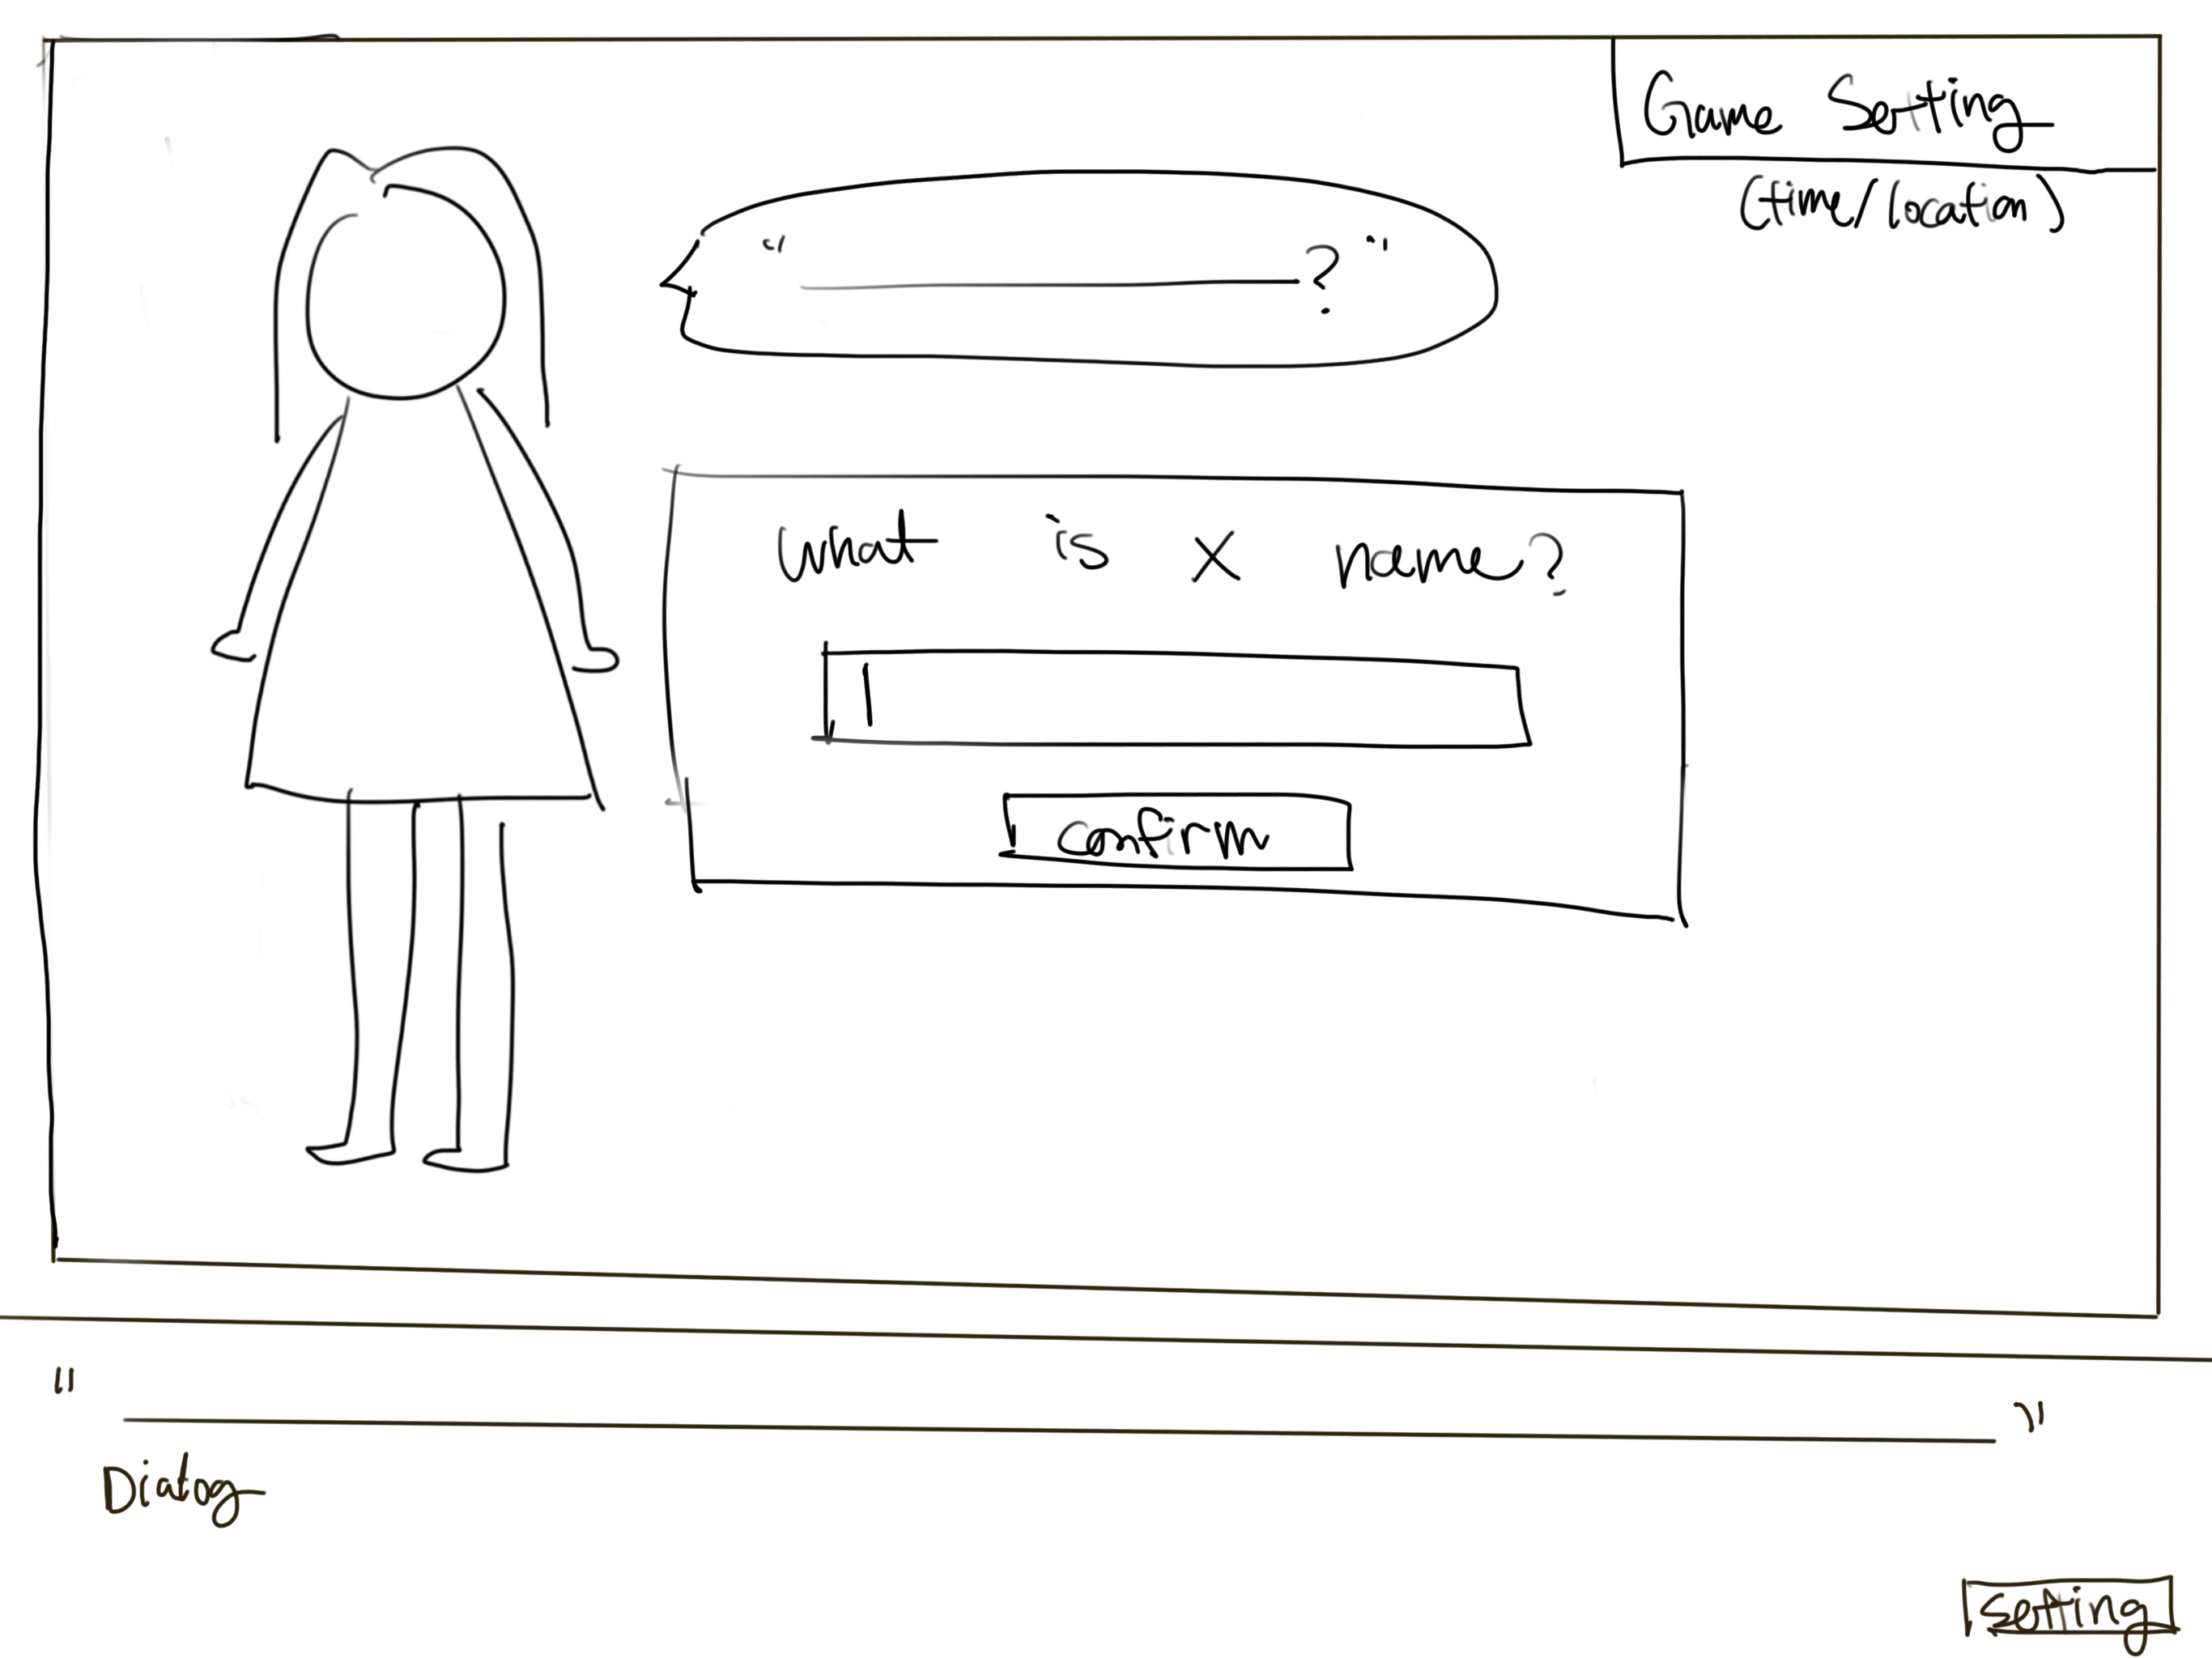 Game Setting
(time/location)
" ?"
What is X name?
confirm
" "
Dialog
setting